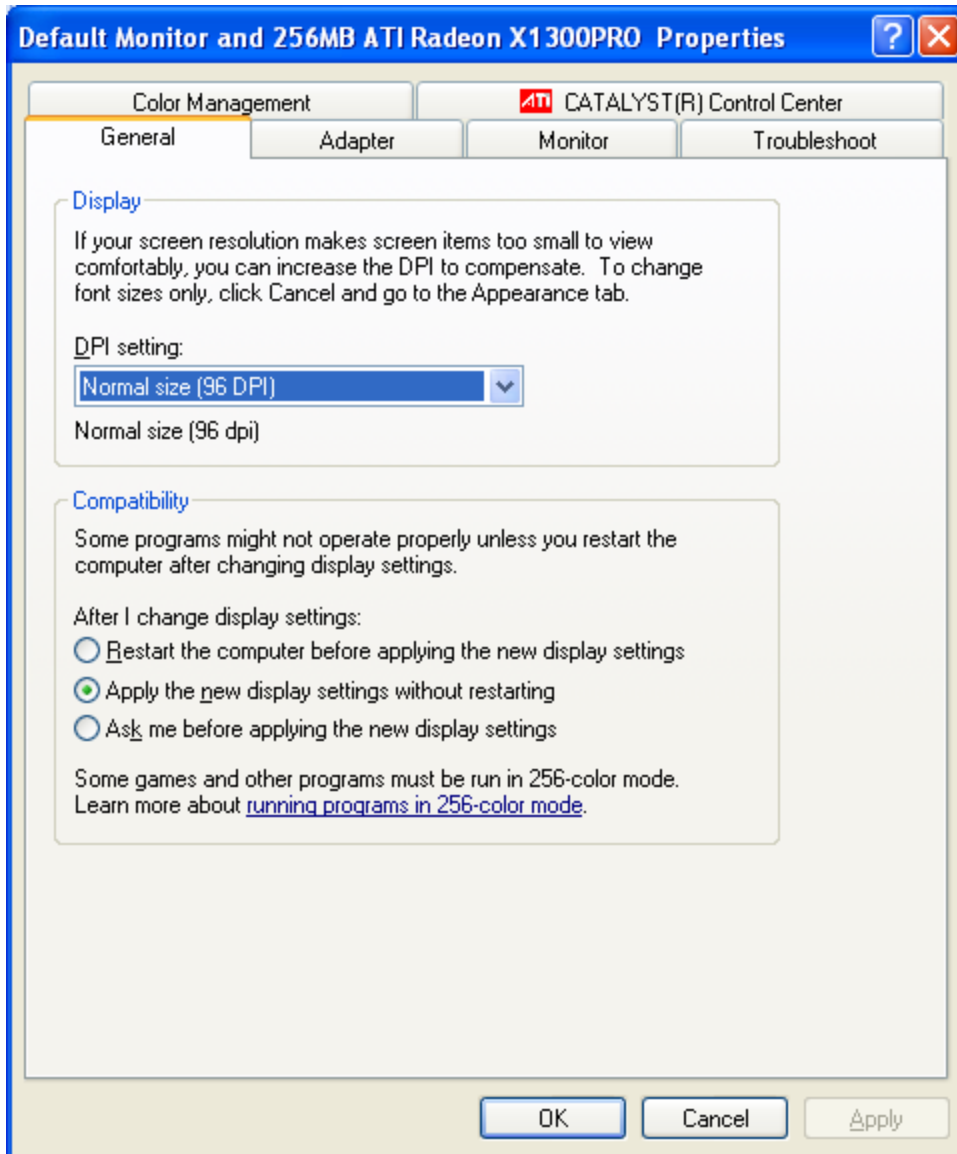 Default Monitor and 256MB ATI Radeon X1300PRO Properties
Color Management
ATI CATALYST(R) Control Center
General
Adapter
Monitor
Troubleshoot
Display
If your screen resolution makes screen items too small to view
comfortably, you can increase the DPI to compensate. To change
font sizes only, click Cancel and go to the Appearance tab.
DPI setting:
Normal size (96 DPI)
Normal size (96 dpi)
Compatibility
Some programs might not operate properly unless you restart the
computer after changing display settings.
After I change display settings:
Restart the computer before applying the new display settings
Apply the new display settings without restarting
Ask me before applying the new display settings
Some games and other programs must be run in 256-color mode.
Learn more about running programs in 256-color mode.
OK
Cancel
Apply